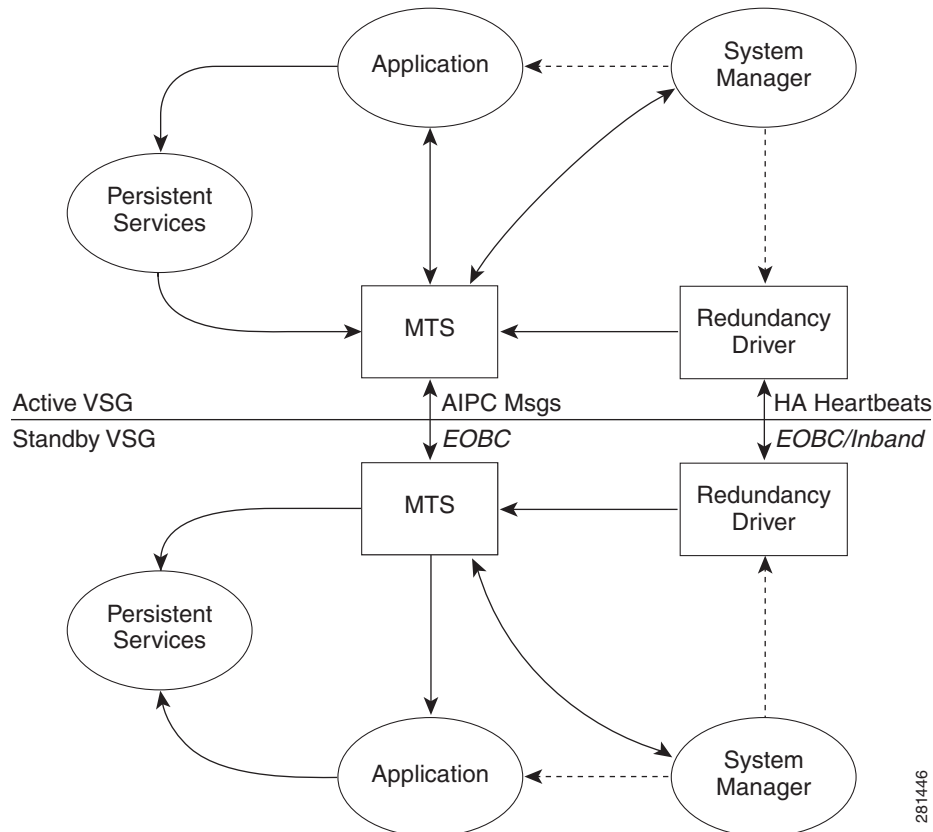 Application
System
Manager
Persistent
Services
MTS
Redundancy
Driver
Active VSG
AIPC Msgs
HA Heartbeats
Standby VSG
EOBC
EOBC/Inband
MTS
Redundancy
Driver
Persistent
Services
Application
System
Manager
281446